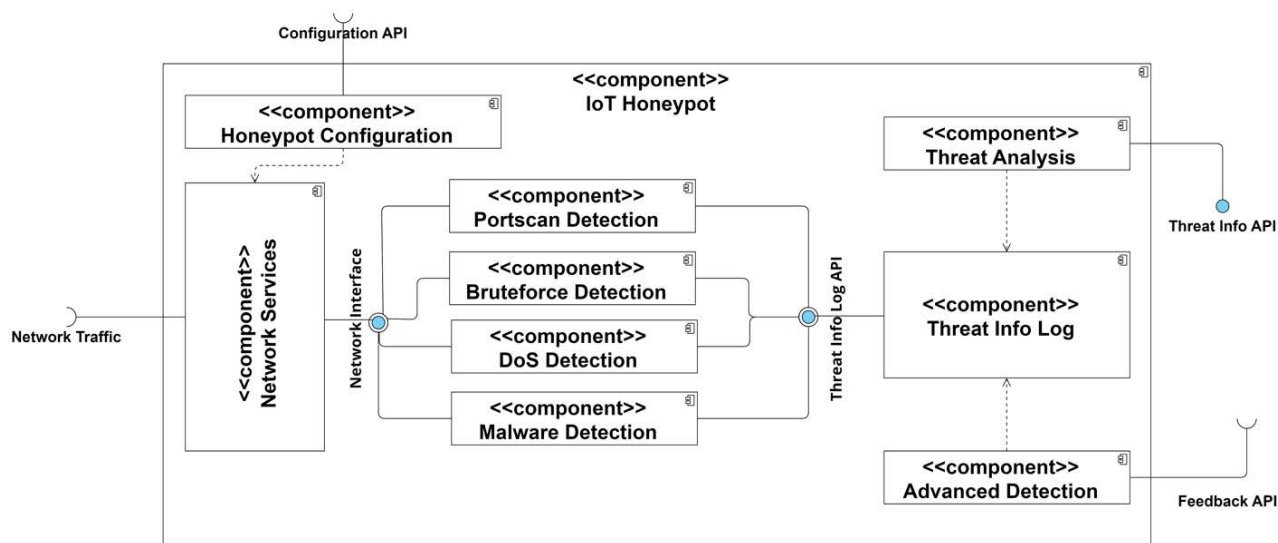 Configuration API
<<component>>
IoT Honeypot
<<component>>
Honeypot Configuration
<<component>>
Threat Analysis
Threat Info API
<<component>>
Network Services
Network Traffic
Network Interface
<<component>>
Portscan Detection
<<component>>
Bruteforce Detection
<<component>>
DoS Detection
<<component>>
Malware Detection
Threat Info Log API
<<component>>
Threat Info Log
<<component>>
Advanced Detection
Feedback API